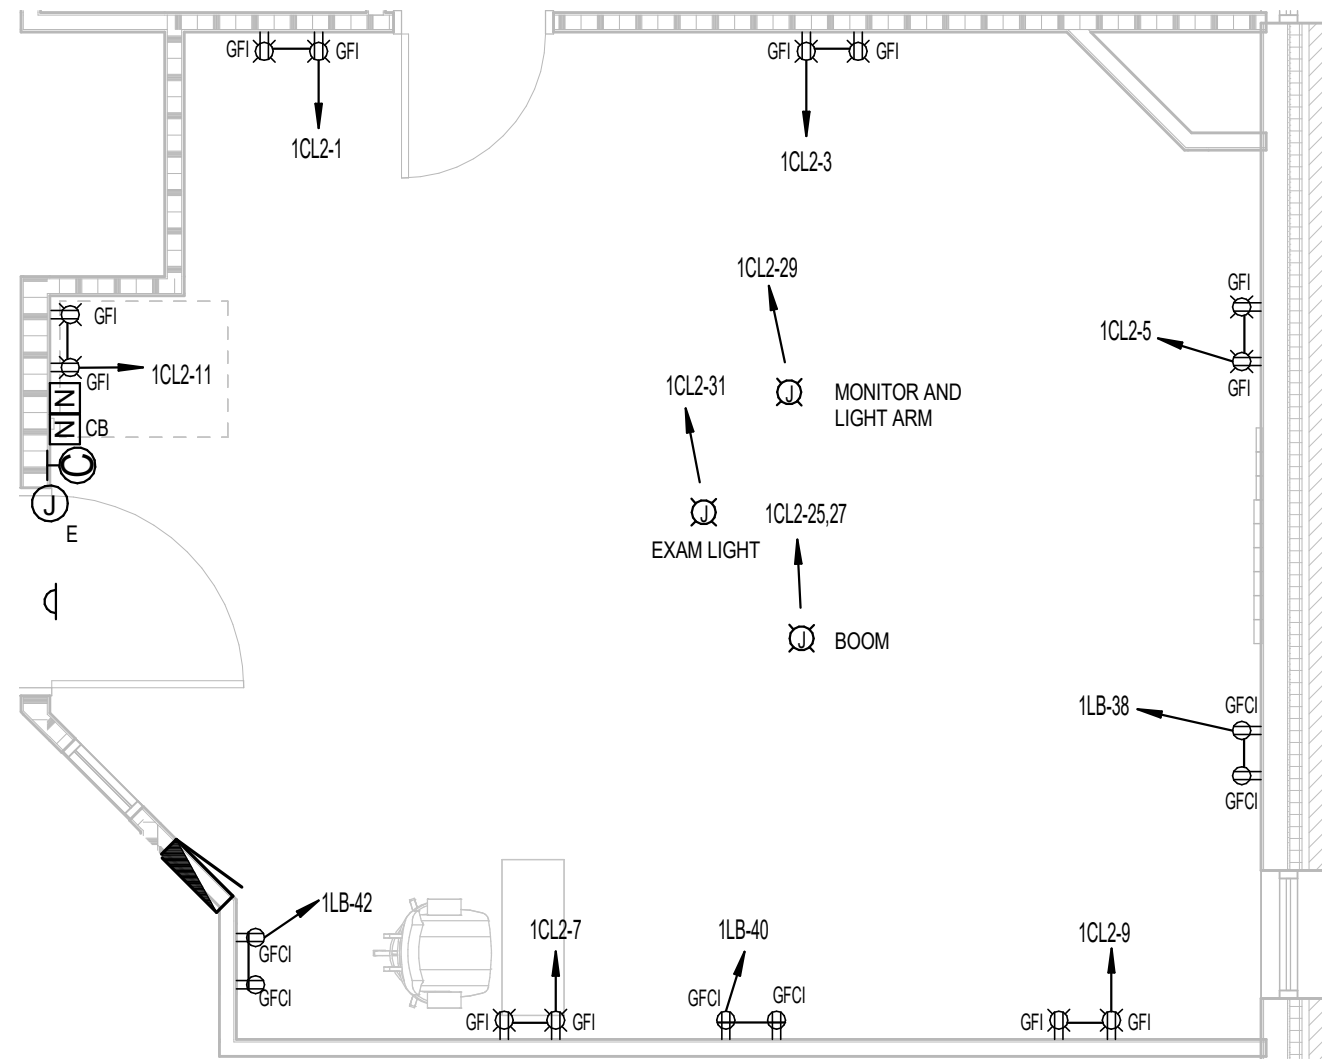 GFI GFI GFI GFI
1CL2-1
1CL2-3
1CL2-29
GFI
GFI
1CL2-5
1CL2-11
GFI
GFI
1CL2-31
J MONITOR AND
LIGHT ARM
N
N CB
C
J
E
J
1CL2-25,27
EXAM LIGHT
J BOOM
1LB-38 GFCI
GFCI
1LB-42
GFCI
GFCI
1CL2-7
1LB-40
1CL2-9
GFCI GFCI
GFI GFI GFI GFI